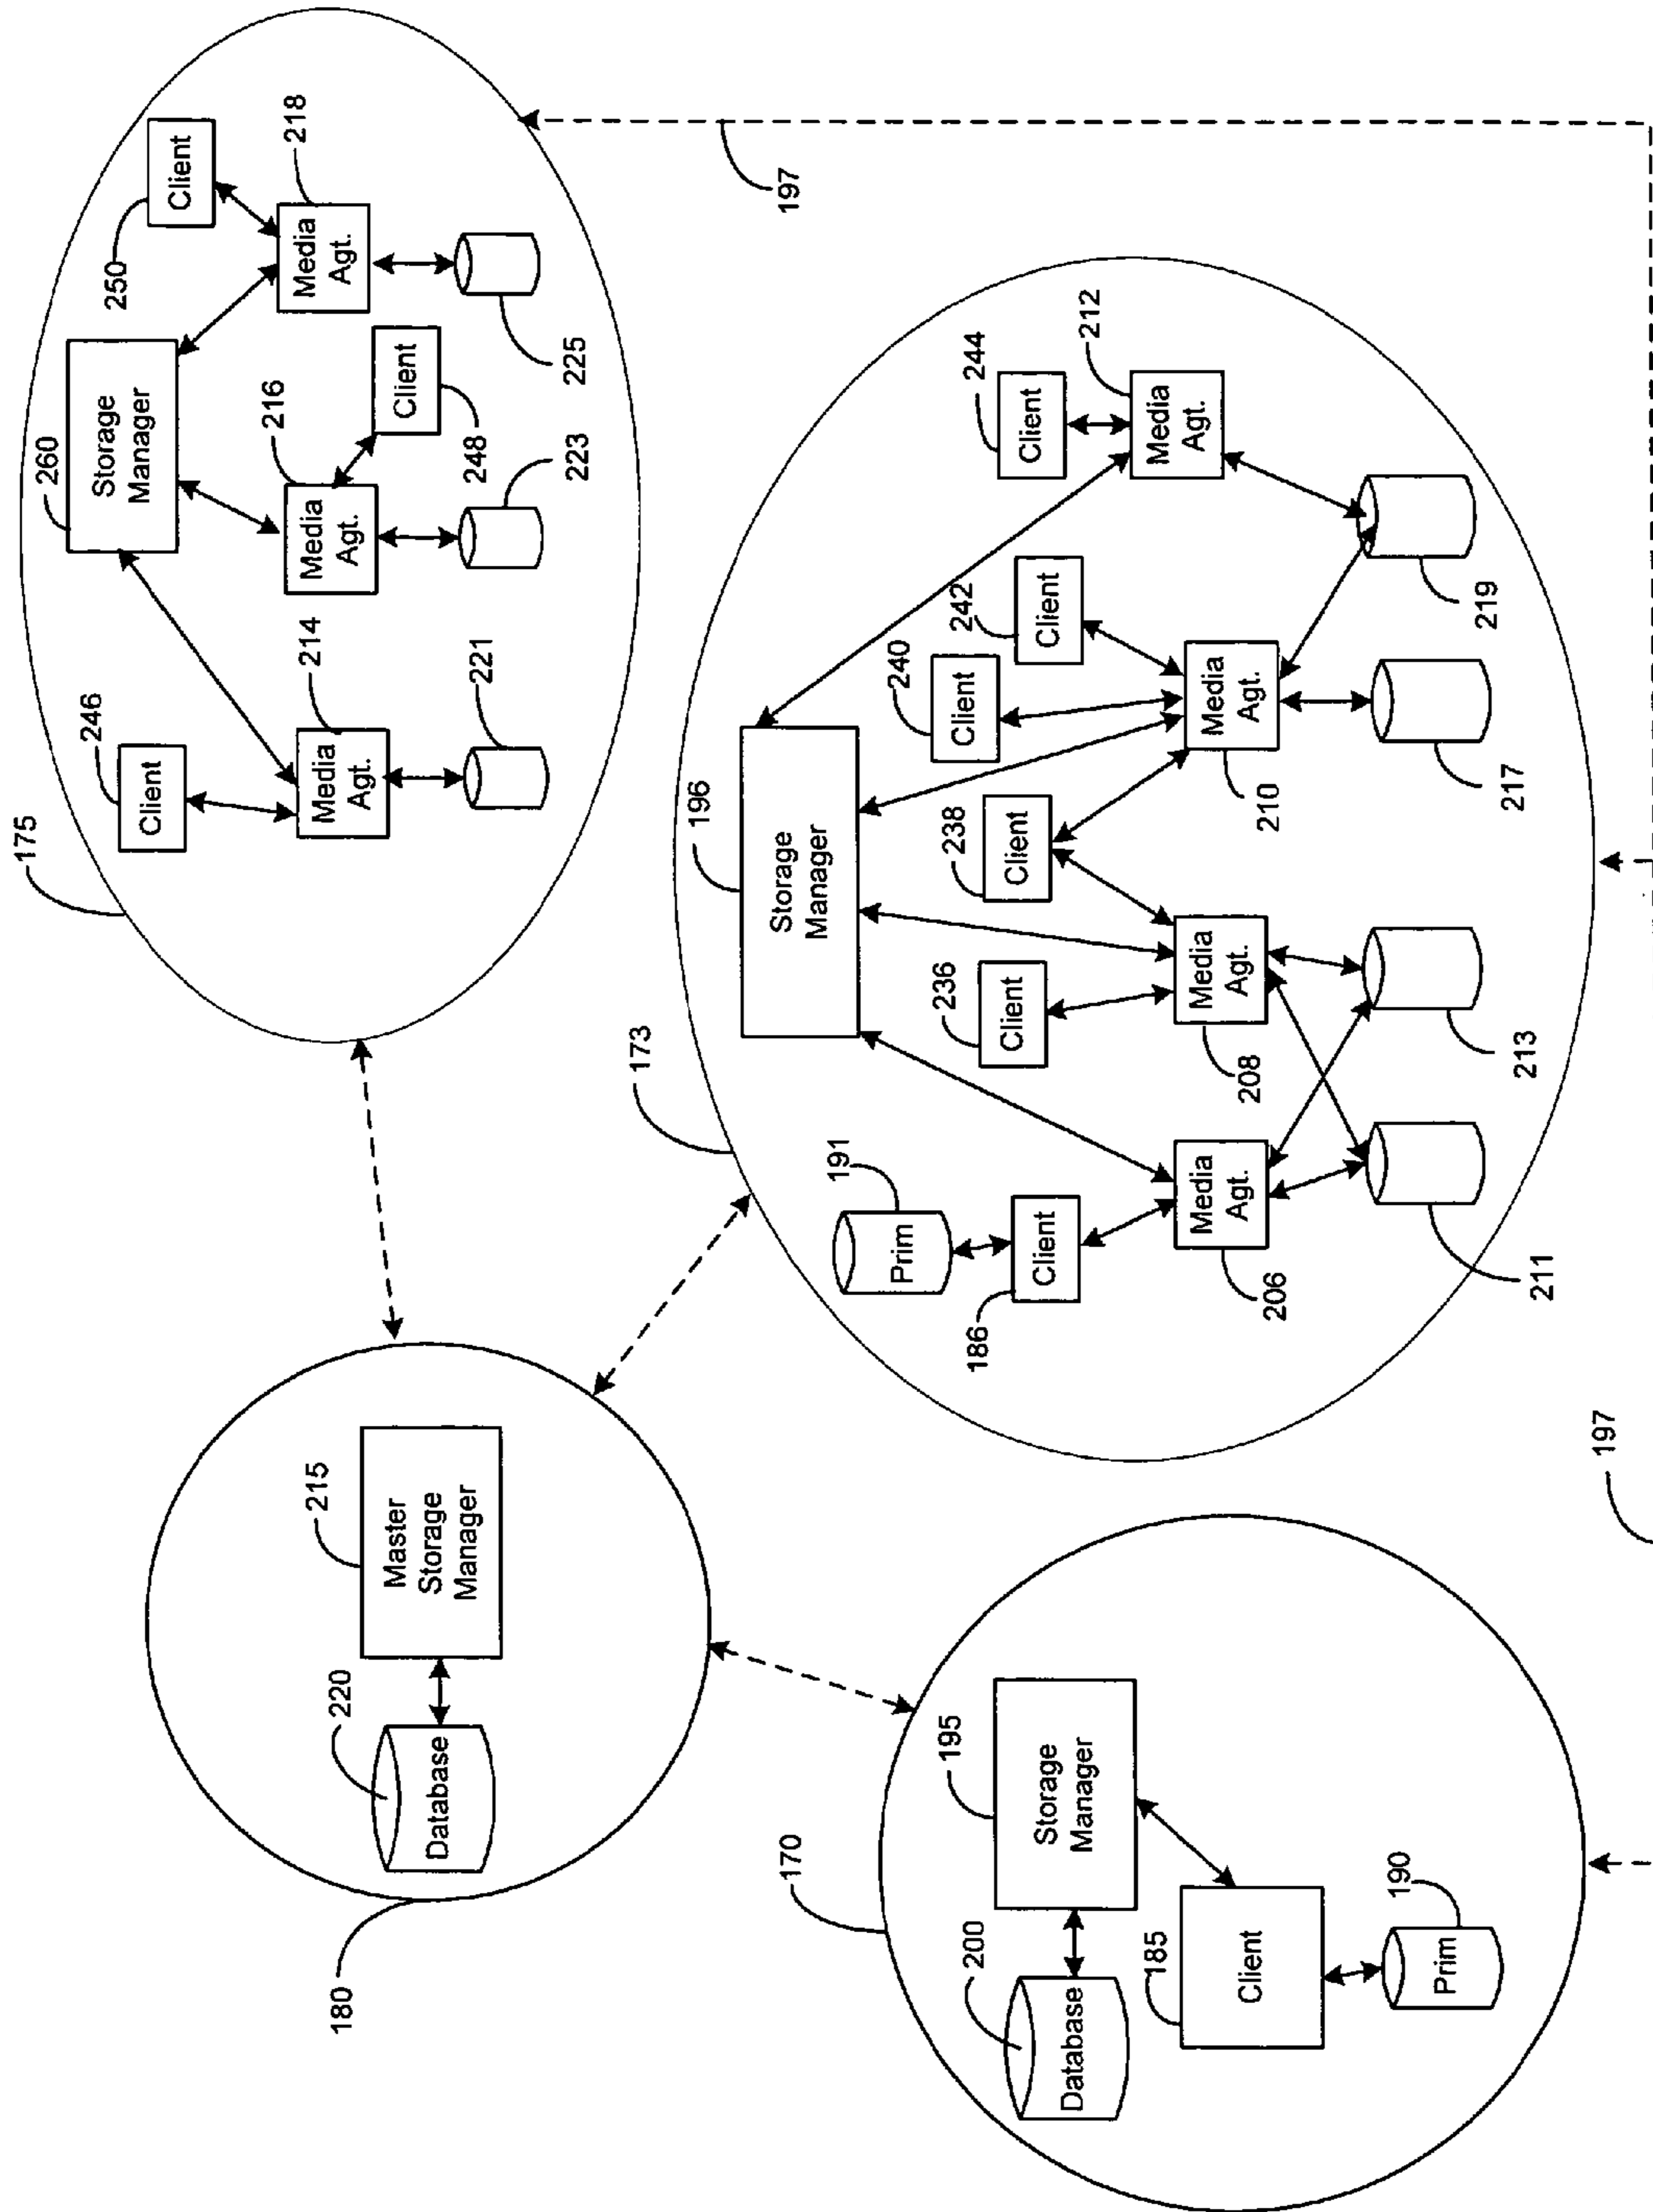 180
220
Database
215
Master
Storage
Manager
175
260
Storage
Manager
246
Client
214
Media
Agt.
221
216
Media
Agt.
248
Client
223
250
Client
218
Media
Agt.
225
197
170
200
Database
195
Storage
Manager
185
Client
190
Prim
173
196
Storage
Manager
191
Prim
186
Client
236
Client
238
Client
240
Client
242
Client
244
Client
206
Media
Agt.
208
Media
Agt.
210
Media
Agt.
212
Media
Agt.
211
213
217
219
197